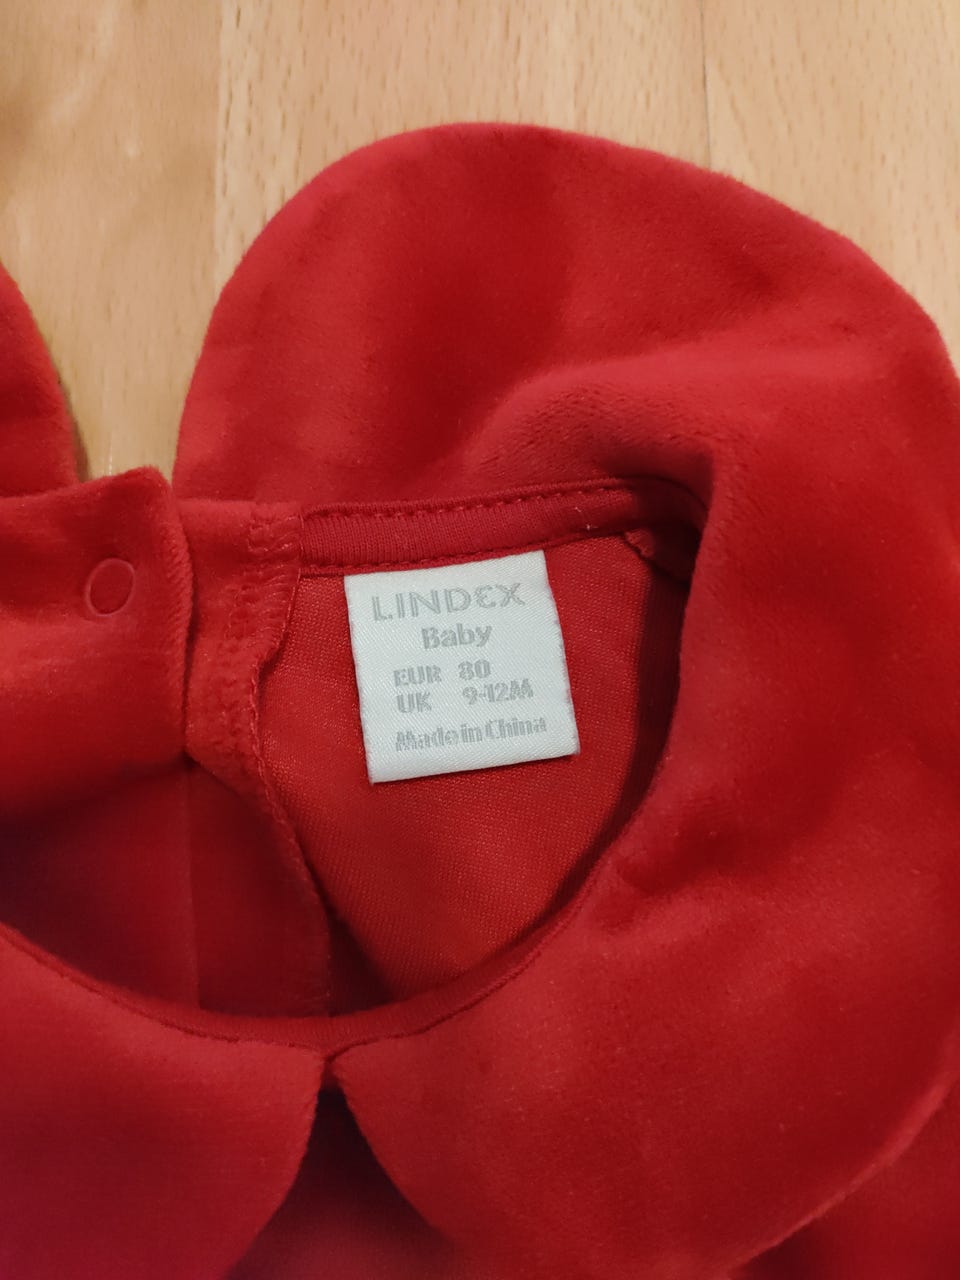 LINDEX
Baby
EUR 80
UK 9-12M
Made in China